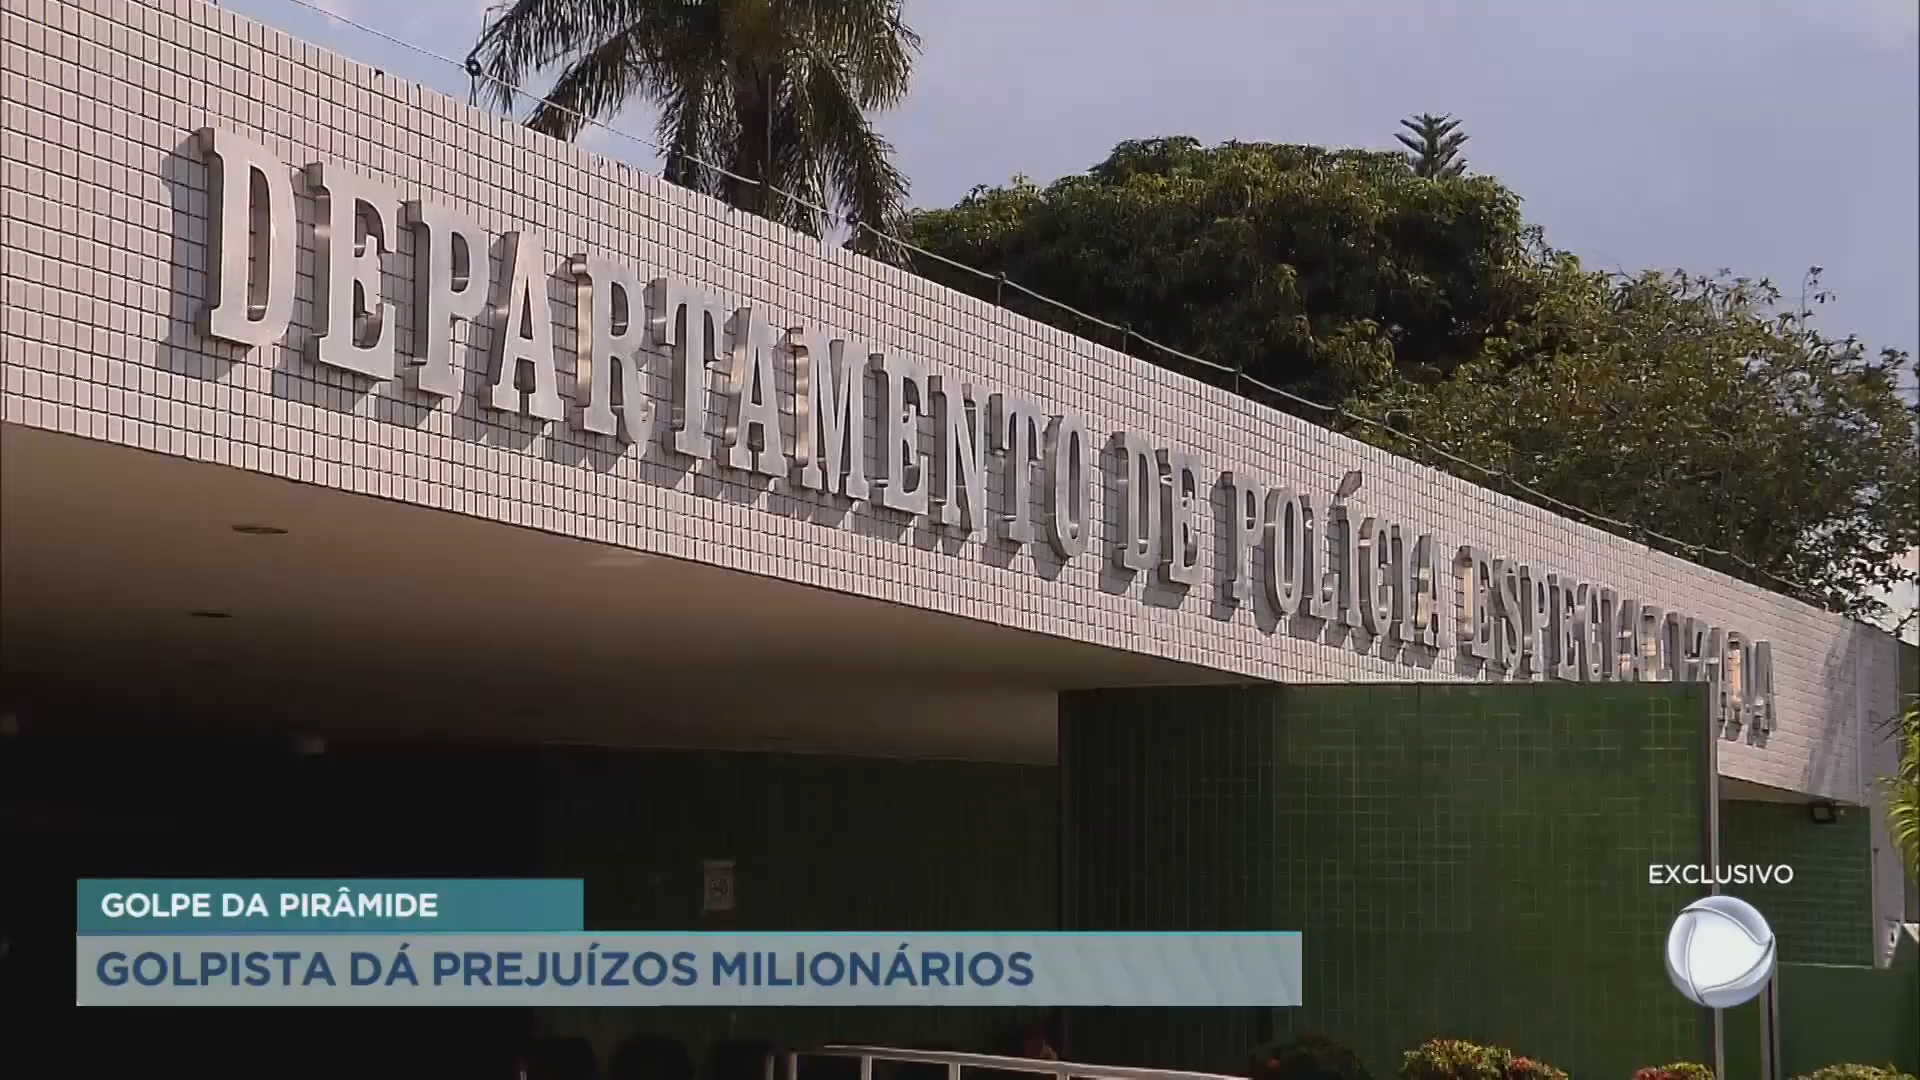 DEPARTAMENTO DE POLÍCIA ESPECIALIZADA
EXCLUSIVO
GOLPE DA PIRÂMIDE
GOLPISTA DÁ PREJUÍZOS MILIONÁRIOS